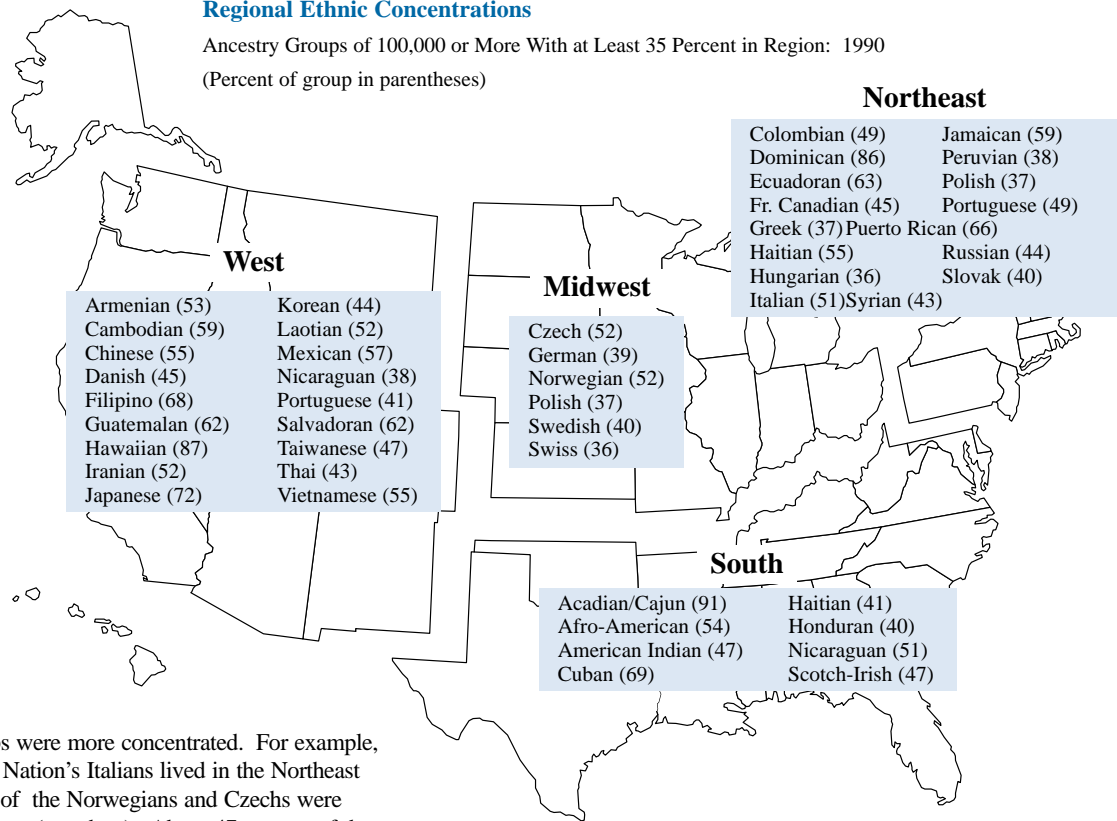 Regional Ethnic Concentrations
Ancestry Groups of 100,000 or More With at Least 35 Percent in Region: 1990
(Percent of group in parentheses)
Northeast
Colombian (49) Jamaican (59)
Dominican (86) Peruvian (38)
Ecuadoran (63) Polish (37)
Fr. Canadian (45) Portuguese (49)
Greek (37) Puerto Rican (66)
Haitian (55) Russian (44)
Hungarian (36) Slovak (40)
Italian (51) Syrian (43)
West
Armenian (53) Korean (44)
Cambodian (59) Laotian (52)
Chinese (55) Mexican (57)
Danish (45) Nicaraguan (38)
Filipino (68) Portuguese (41)
Guatemalan (62) Salvadoran (62)
Hawaiian (87) Taiwanese (47)
Iranian (52) Thai (43)
Japanese (72) Vietnamese (55)
Midwest
Czech (52)
German (39)
Norwegian (52)
Polish (37)
Swedish (40)
Swiss (36)
South
Acadian/Cajun (91) Haitian (41)
Afro-American (54) Honduran (40)
American Indian (47) Nicaraguan (51)
Cuban (69) Scotch-Irish (47)
were more concentrated. For example,
Nation's Italians lived in the Northeast
of the Norwegians and Czechs were